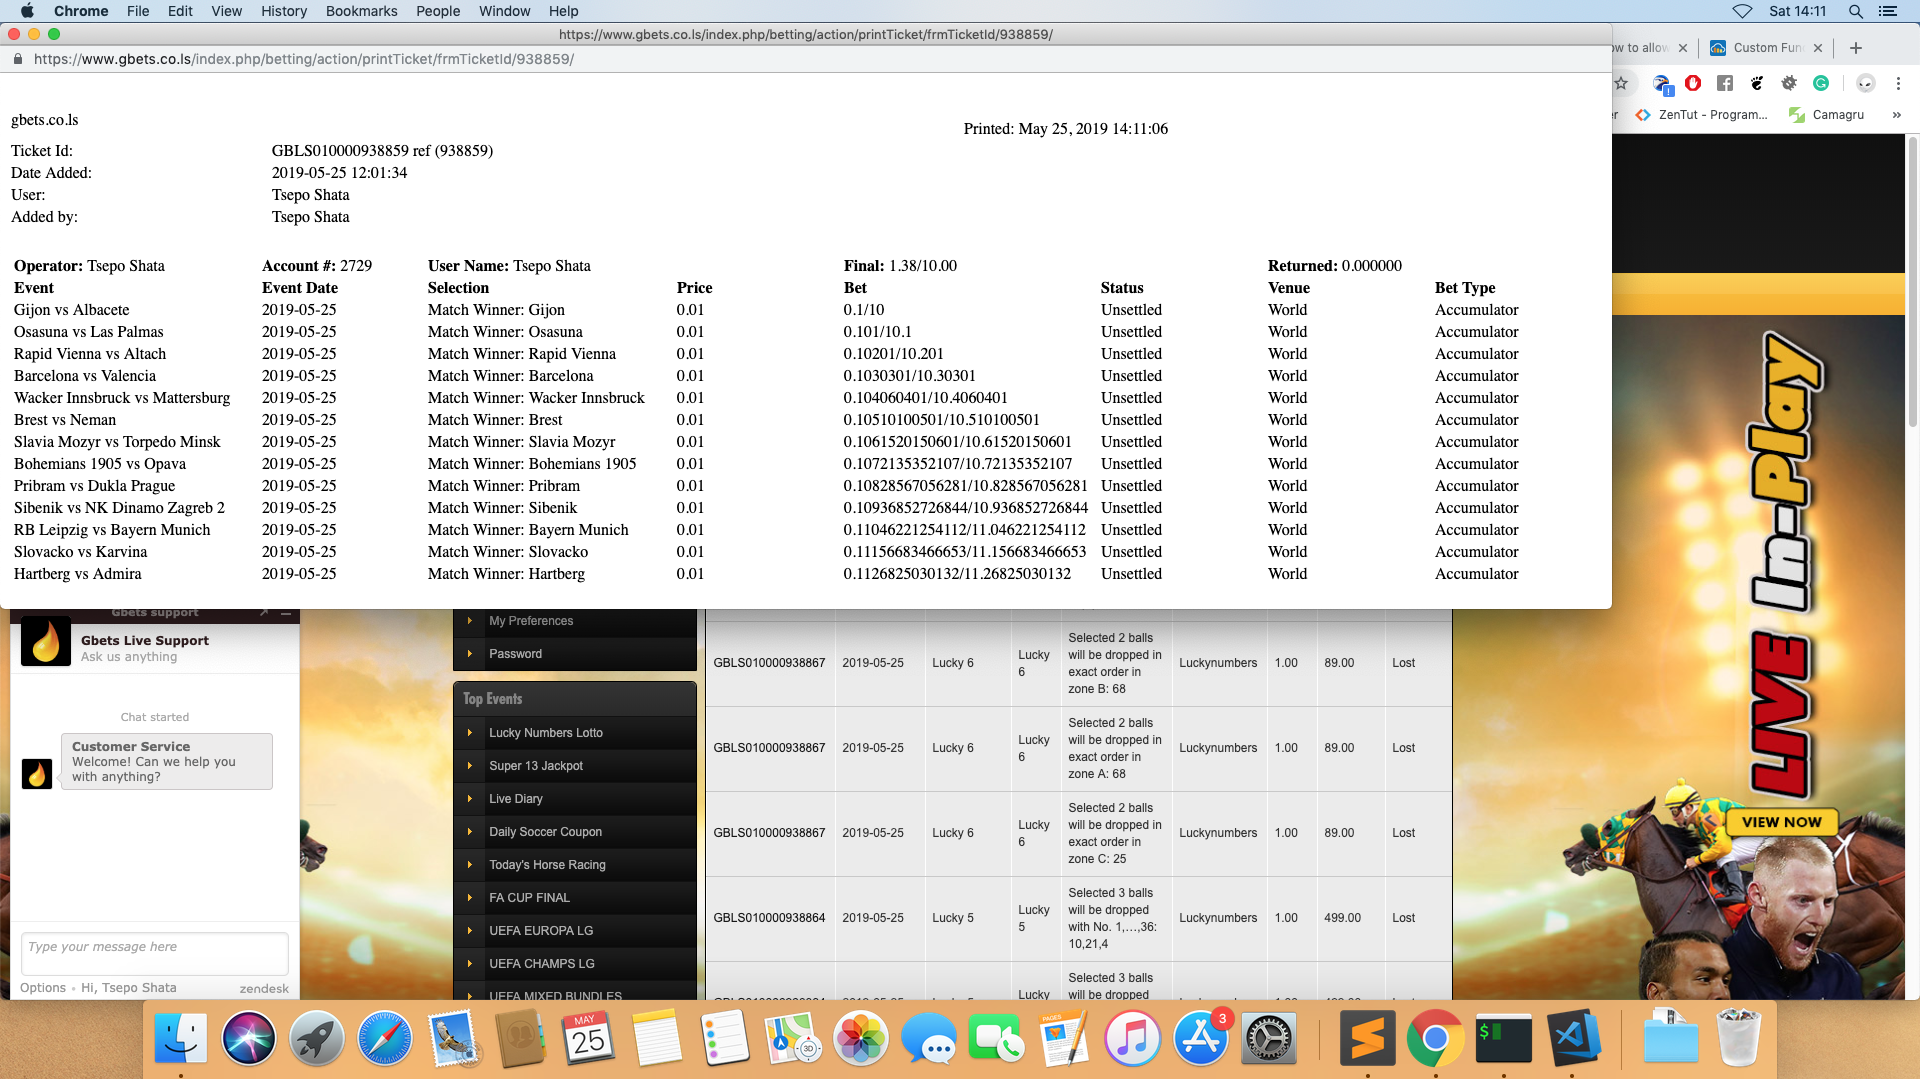 Chrome File Edit View History Bookmarks People Window Help Sat 14:11
https://www.gbets.co.ls/index.php/betting/action/printTicket/frmTicketId/938859/
https://www.gbets.co.ls/index.php/betting/action/printTicket/frmTicketId/938859/
ow to allow Custom Fun
ZenTut - Program... Camagru »
gbets.co.ls
Printed: May 25, 2019 14:11:06
Ticket Id: GBLS010000938859 ref (938859)
Date Added: 2019-05-25 12:01:34
User: Tsepo Shata
Added by: Tsepo Shata
Operator: Tsepo Shata Account #: 2729 User Name: Tsepo Shata Final: 1.38/10.00 Returned: 0.000000
Event Event Date Selection Price Bet Status Venue Bet Type
Gijon vs Albacete 2019-05-25 Match Winner: Gijon 0.01 0.1/10 Unsettled World Accumulator
Osasuna vs Las Palmas 2019-05-25 Match Winner: Osasuna 0.01 0.101/10.1 Unsettled World Accumulator
Rapid Vienna vs Altach 2019-05-25 Match Winner: Rapid Vienna 0.01 0.10201/10.201 Unsettled World Accumulator
Barcelona vs Valencia 2019-05-25 Match Winner: Barcelona 0.01 0.1030301/10.30301 Unsettled World Accumulator
Wacker Innsbruck vs Mattersburg 2019-05-25 Match Winner: Wacker Innsbruck 0.01 0.104060401/10.4060401 Unsettled World Accumulator
Brest vs Neman 2019-05-25 Match Winner: Brest 0.01 0.10510100501/10.510100501 Unsettled World Accumulator
Slavia Mozyr vs Torpedo Minsk 2019-05-25 Match Winner: Slavia Mozyr 0.01 0.1061520150601/10.61520150601 Unsettled World Accumulator
Bohemians 1905 vs Opava 2019-05-25 Match Winner: Bohemians 1905 0.01 0.1072135352107/10.72135352107 Unsettled World Accumulator
Pribram vs Dukla Prague 2019-05-25 Match Winner: Pribram 0.01 0.10828567056281/10.828567056281 Unsettled World Accumulator
Sibenik vs NK Dinamo Zagreb 2 2019-05-25 Match Winner: Sibenik 0.01 0.10936852726844/10.936852726844 Unsettled World Accumulator
RB Leipzig vs Bayern Munich 2019-05-25 Match Winner: Bayern Munich 0.01 0.11046221254112/11.046221254112 Unsettled World Accumulator
Slovacko vs Karvina 2019-05-25 Match Winner: Slovacko 0.01 0.11156683466653/11.156683466653 Unsettled World Accumulator
Hartberg vs Admira 2019-05-25 Match Winner: Hartberg 0.01 0.1126825030132/11.26825030132 Unsettled World Accumulator
Gbets support
Gbets Live Support
Ask us anything
Chat started
Customer Service
Welcome! Can we help you
with anything?
Type your message here
Options • Hi, Tsepo Shata zendesk
My Preferences
Password
Top Events
Lucky Numbers Lotto
Super 13 Jackpot
Live Diary
Daily Soccer Coupon
Today's Horse Racing
FA CUP FINAL
UEFA EUROPA LG
UEFA CHAMPS LG
UEFA MIXED BUNDLES
GBLS010000938867 2019-05-25 Lucky 6 Lucky 6 Selected 2 balls will be dropped in exact order in zone B: 68 Luckynumbers 1.00 89.00 Lost
GBLS010000938867 2019-05-25 Lucky 6 Lucky 6 Selected 2 balls will be dropped in exact order in zone A: 68 Luckynumbers 1.00 89.00 Lost
GBLS010000938867 2019-05-25 Lucky 6 Lucky 6 Selected 2 balls will be dropped in exact order in zone C: 25 Luckynumbers 1.00 89.00 Lost
GBLS010000938864 2019-05-25 Lucky 5 Lucky 5 Selected 3 balls will be dropped with No. 1,...,36: 10,21,4 Luckynumbers 1.00 499.00 Lost
Lucky Selected 3 balls will be dropped
LIVE In-Play
VIEW NOW
MAY
25
3D
PAGES
3